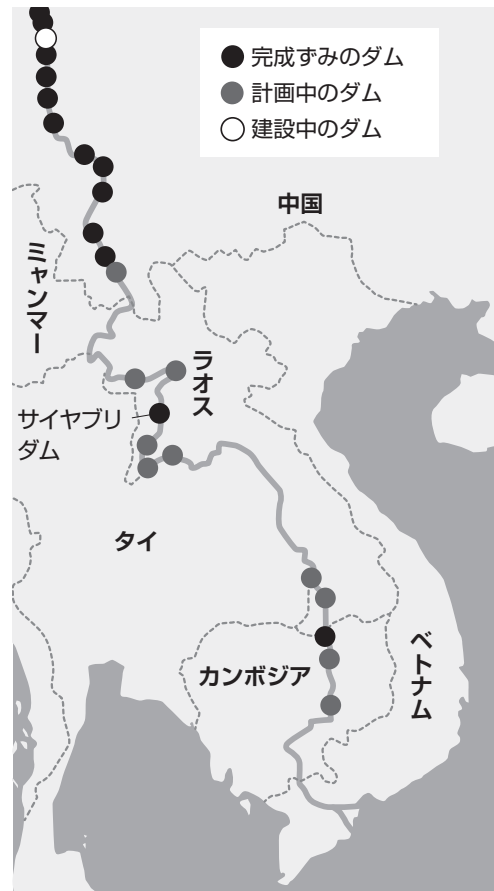 完成ずみのダム
計画中のダム
建設中のダム
中国
ミャンマー
ラオス
サイヤブリ
ダム
タイ
カンボジア
ベトナム